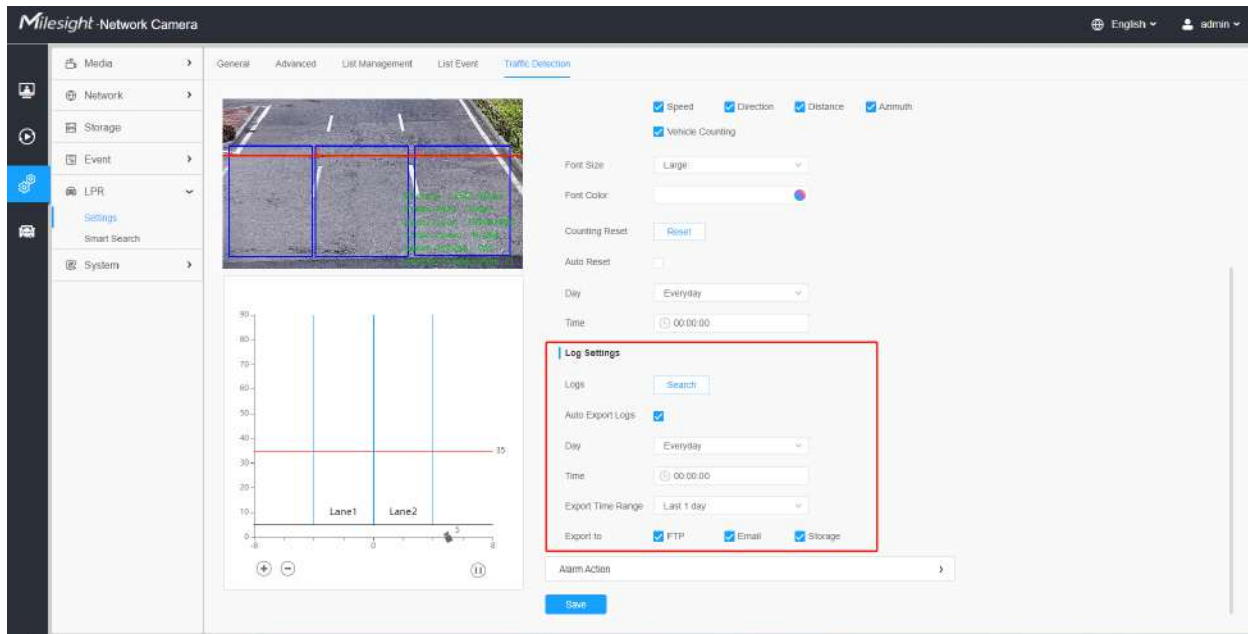 Milesight-Network Camera
English
admin
Media
Network
Storage
Event
LPR
Settings
Smart Search
System
General Advanced List Management List Event Traffic Detection
Speed Direction Distance Azimuth
Vehicle Counting
Font Size Large
Font Color
Counting Reset Reset
Auto Reset
Day Everyday
Time 00:00:00
Log Settings
Logs Search
Auto Export Logs
Day Everyday
Time 00:00:00
Export Time Range Last 1 day
Export to FTP Email Storage
Alarm Action
Save
90
80
70
60
50
40
35
30
20
10
Lane1 Lane2
5
0
-8 0 8